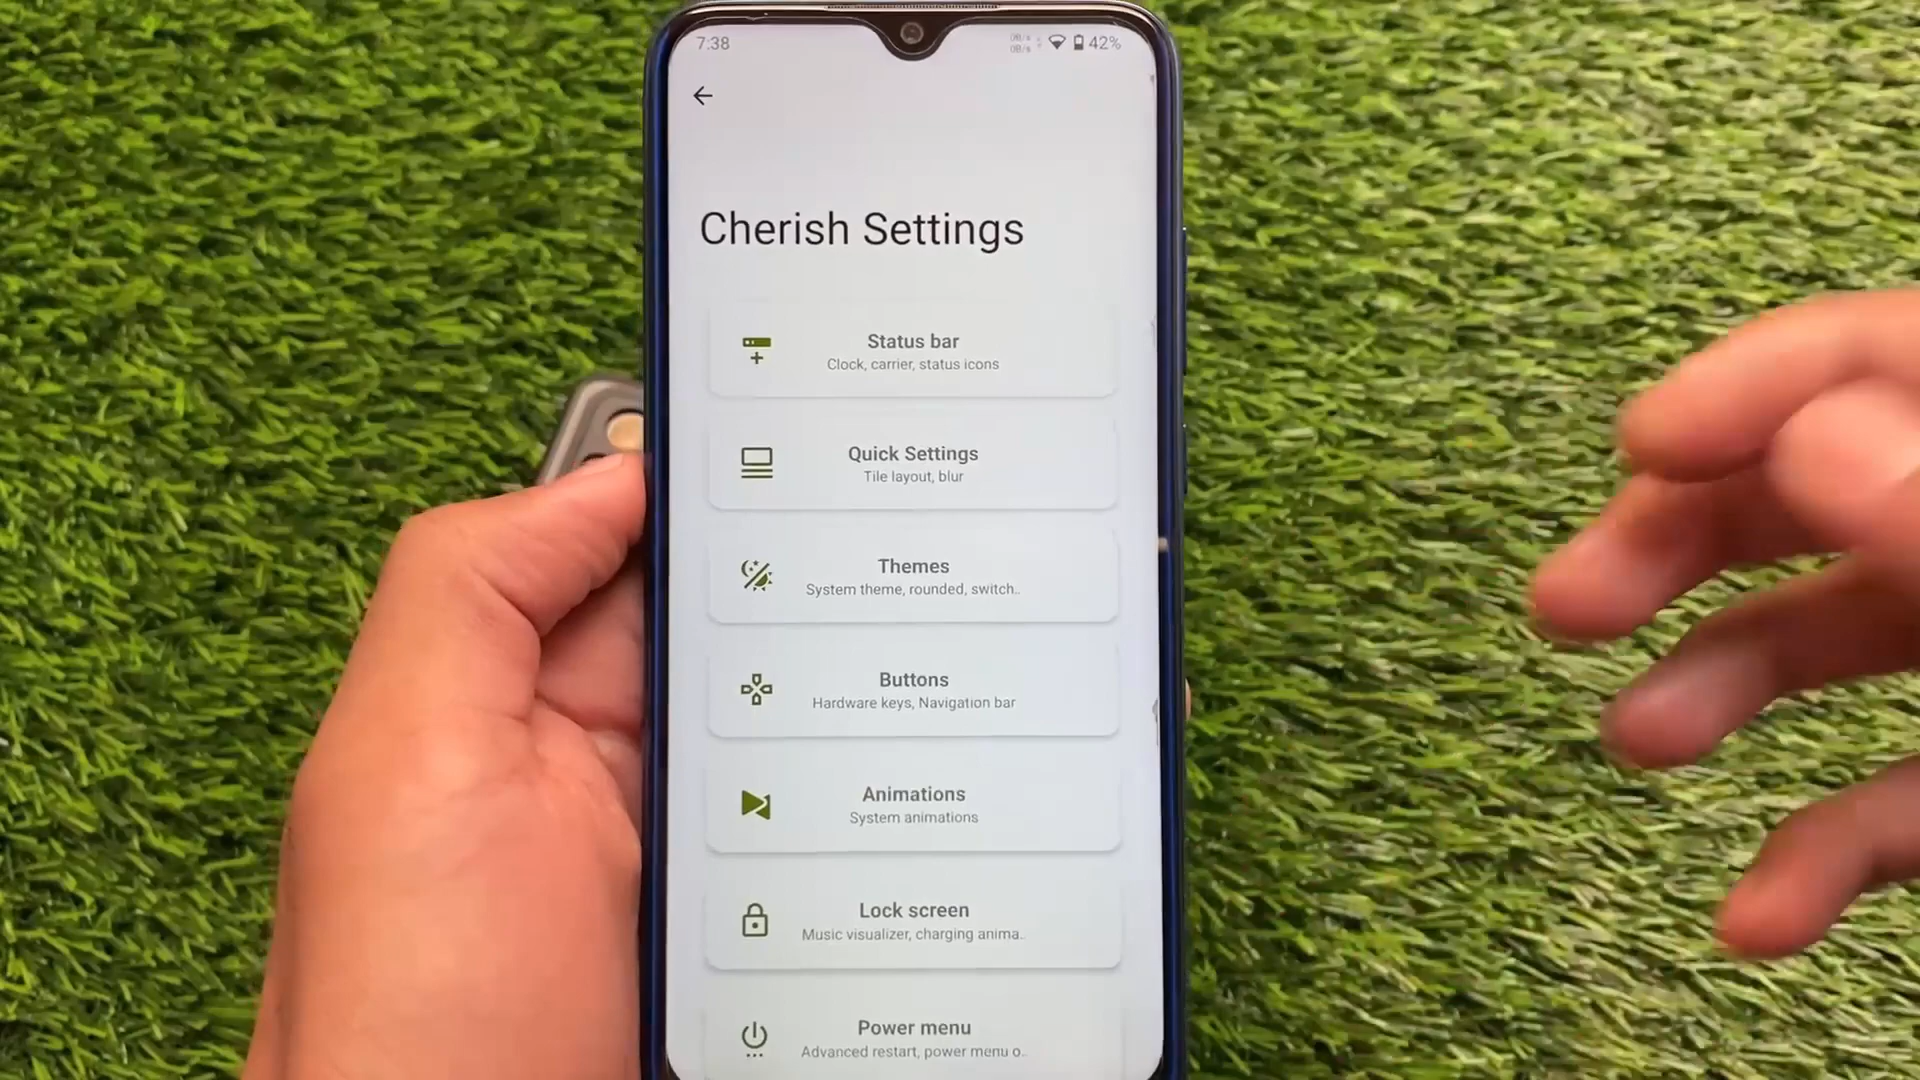 7:38
0B/s
0B/s
42%
Cherish Settings
Status bar
Clock, carrier, status icons
Quick Settings
Tile layout, blur
Themes
System theme, rounded, switch..
Buttons
Hardware keys, Navigation bar
Animations
System animations
Lock screen
Music visualizer, charging anima..
Power menu
Advanced restart, power menu o..